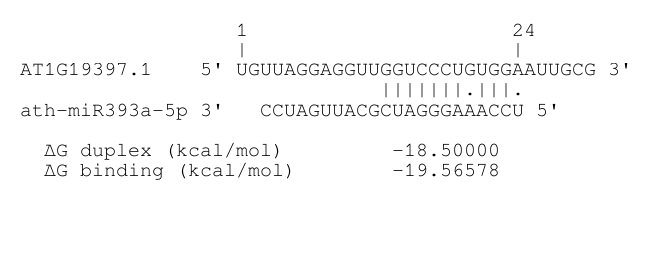 1 24
| |
AT1G19397.1 5' UGUUAGGAGGUUGGUCCCUGUGGAAUUGCG 3'
|||||||.|||.
ath-miR393a-5p 3' CCUAGUUACGCUAGGGAAACCU 5'
ΔG duplex (kcal/mol) -18.50000
ΔG binding (kcal/mol) -19.56578